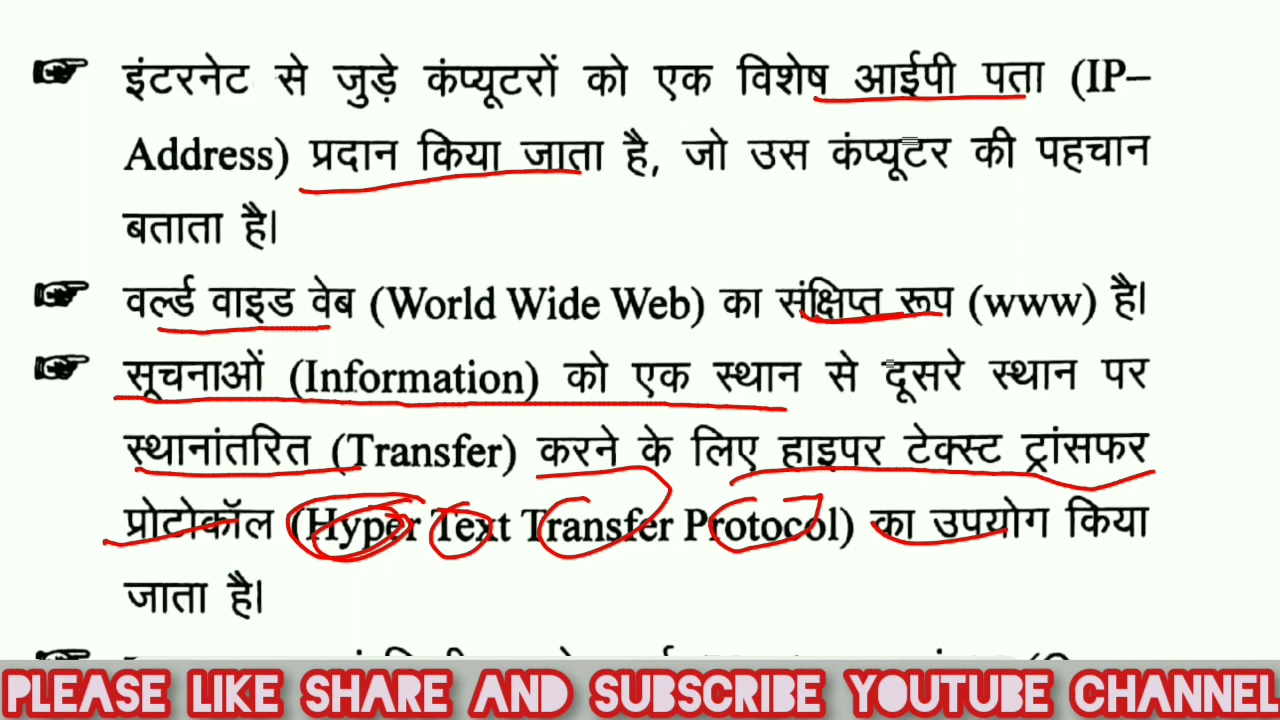 इंटरनेट से जुड़े कंप्यूटरों को एक विशेष आईपी पता (IP–
Address) प्रदान किया जाता है, जो उस कंप्यूटर की पहचान
बताता है।
वर्ल्ड वाइड वेब (World Wide Web) का संक्षिप्त रूप (www) है।
सूचनाओं (Information) को एक स्थान से दूसरे स्थान पर
स्थानांतरित (Transfer) करने के लिए हाइपर टेक्स्ट ट्रांसफर
प्रोटोकॉल (Hyper Text Transfer Protocol) का उपयोग किया
जाता है।
PLEASE LIKE SHARE AND SUBSCRIBE YOUTUBE CHANNEL